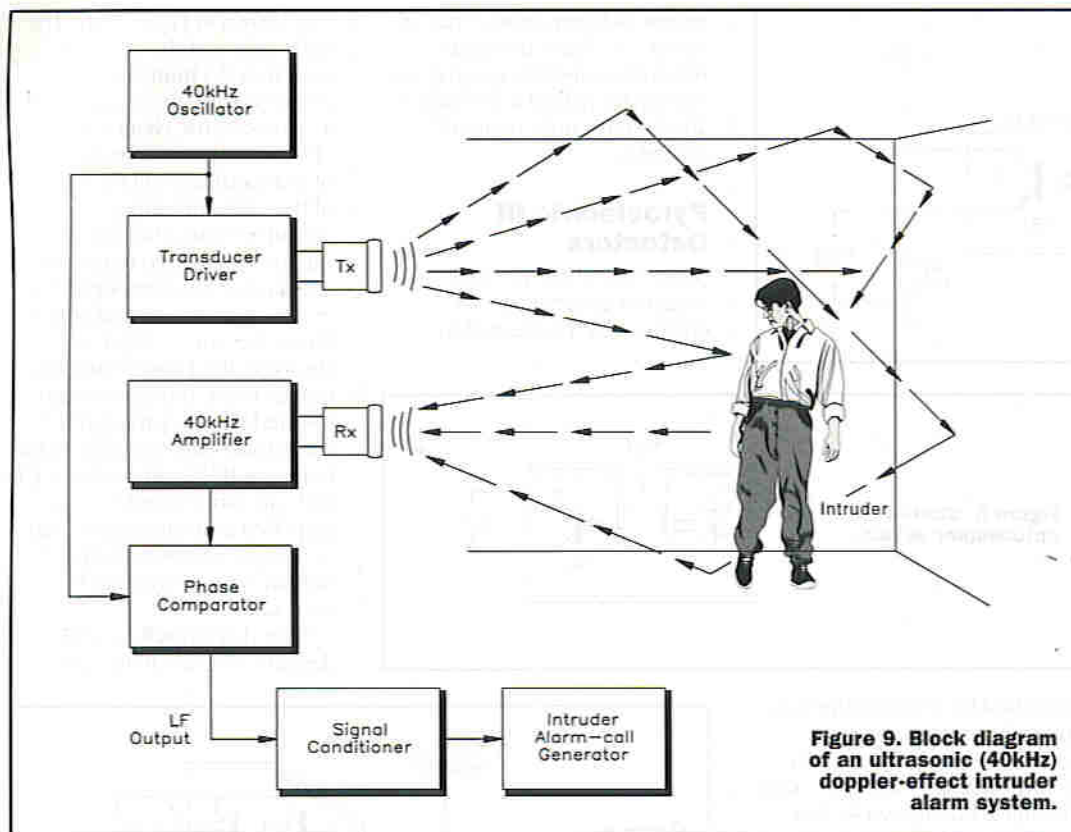 40kHz
Oscillator
Transducer
Driver
Tx
40kHz
Amplifier
Rx
Intruder
Phase
Comparator
LF
Output
Signal
Conditioner
Intruder
Alarm-call
Generator
Figure 9. Block diagram
of an ultrasonic (40kHz)
doppler-effect intruder
alarm system.